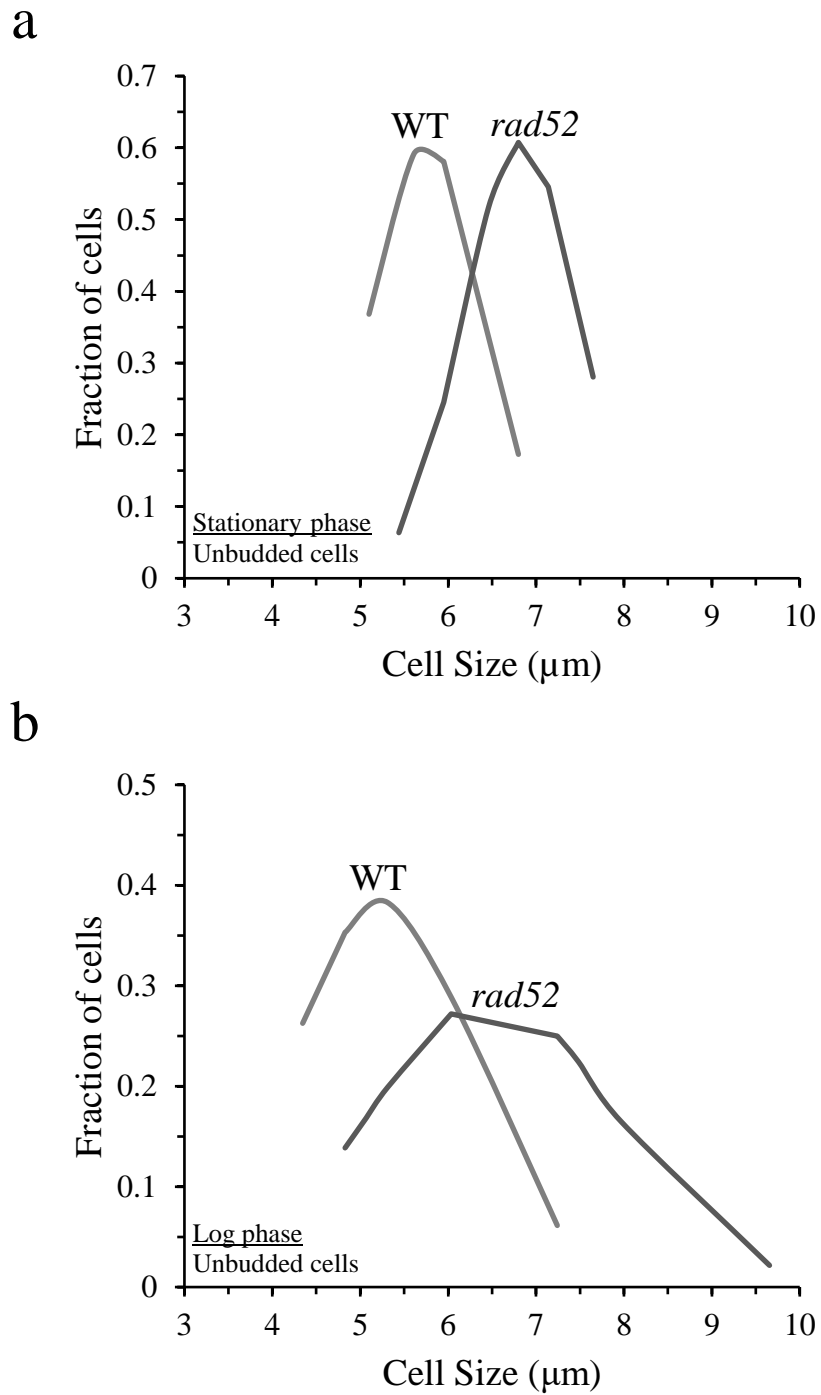 a
0.7
WT
rad52
0.6
0.5
0.4
0.3
0.2
0.1
0
Fraction of cells
Stationary phase
Unbudded cells
3 4 5 6 7 8 9 10
Cell Size (µm)
b
0.5
WT
0.4
rad52
0.3
0.2
0.1
0
Fraction of cells
Log phase
Unbudded cells
3 4 5 6 7 8 9 10
Cell Size (µm)